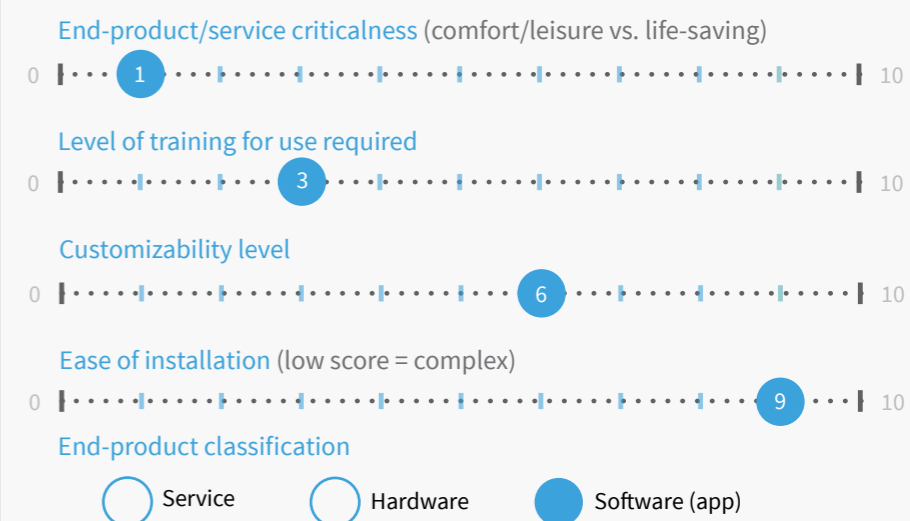 End-product/service criticalness (comfort/leisure vs. life-saving)
0 1 10
Level of training for use required
0 3 10
Customizability level
0 6 10
Ease of installation (low score = complex)
0 9 10
End-product classification
Service Hardware Software (app)